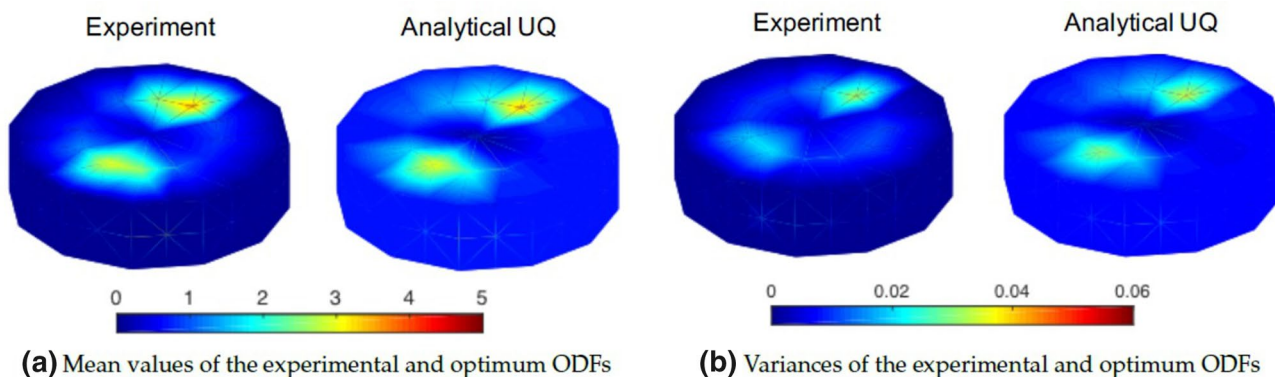 Experiment Analytical UQ
Experiment Analytical UQ
0 1 2 3 4 5
0 0.02 0.04 0.06
(a) Mean values of the experimental and optimum ODFs
(b) Variances of the experimental and optimum ODFs